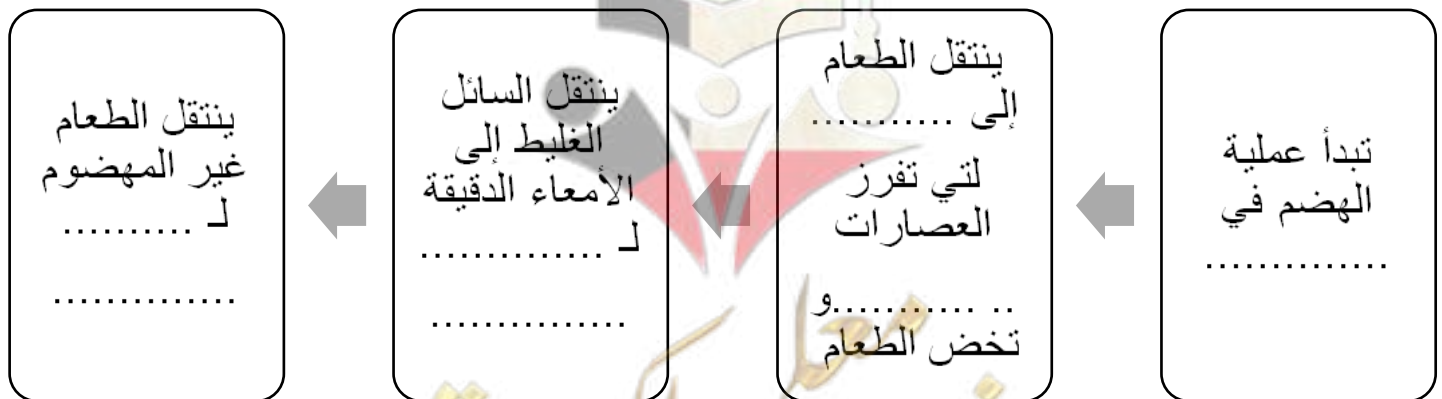 تبدأ عملية
الهضم في
..............
ينتقل الطعام
إلى ...........
لتي تفرز
العصارات
.. ...........و
تخض الطعام
ينتقل السائل
الغليظ إلى
الأمعاء الدقيقة
لـ ..............
...............
ينتقل الطعام
غير المهضوم
لـ ..........
..............